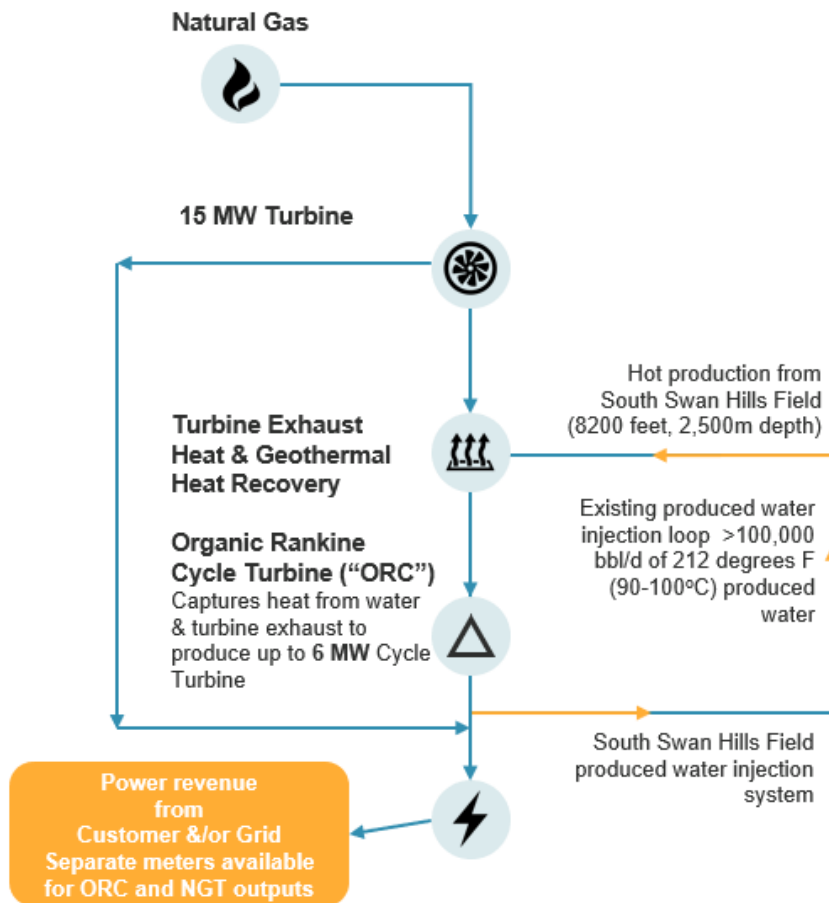 Natural Gas
15 MW Turbine
Hot production from
South Swan Hills Field
(8200 feet, 2,500m depth)
Turbine Exhaust
Heat & Geothermal
Heat Recovery
Existing produced water
injection loop >100,000
bbl/d of 212 degrees F
(90-100ºC) produced
water
Organic Rankine
Cycle Turbine (“ORC”)
Captures heat from water
& turbine exhaust to
produce up to 6 MW Cycle
Turbine
South Swan Hills Field
produced water injection
system
Power revenue
from
Customer &/or Grid
Separate meters available
for ORC and NGT outputs